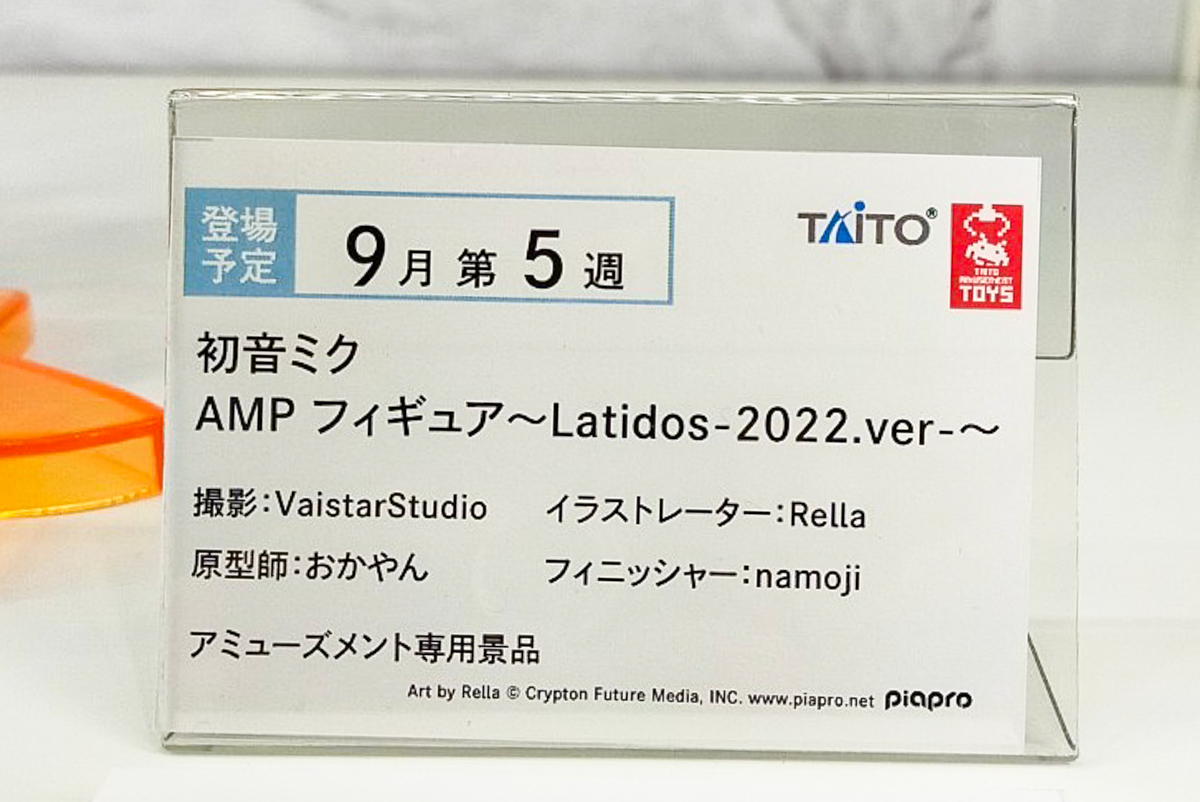 登場予定
9月 第 5 週
TAITO®
TAITO
AMUSEMENT
TOYS
初音ミク
AMP フィギュア～Latidos-2022.ver-～
撮影：VaistarStudio　イラストレーター：Rella
原型師：おかやん　フィニッシャー：namoji
アミューズメント専用景品
Art by Rella © Crypton Future Media, INC. www.piapro.net piapro